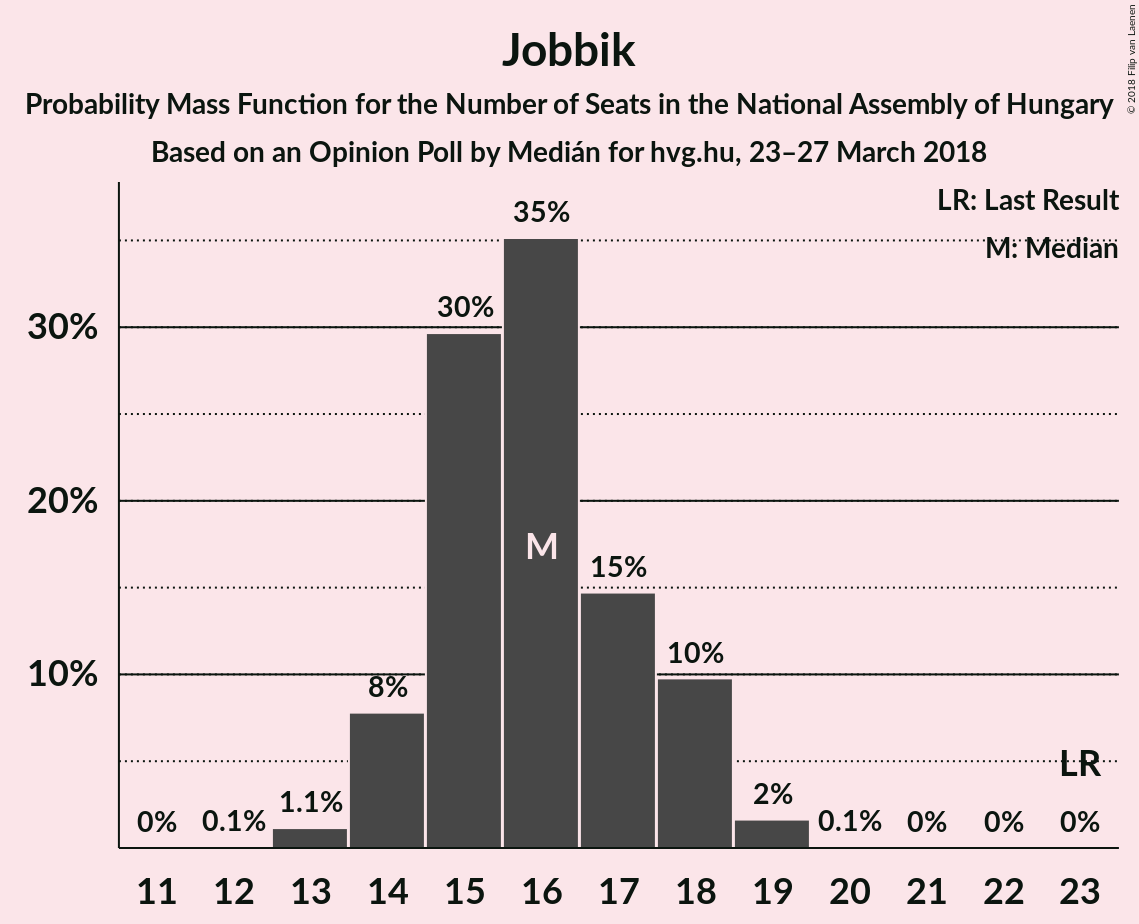 Jobbik
Probability Mass Function for the Number of Seats in the National Assembly of Hungary
Based on an Opinion Poll by Medián for hvg.hu, 23–27 March 2018
© 2018 Filip van Laenen
LR: Last Result
M: Median
30%
20%
10%
0%
0.1%
1.1%
8%
30%
35%
M
15%
10%
2%
0.1%
0%
0%
LR
0%
11 12 13 14 15 16 17 18 19 20 21 22 23